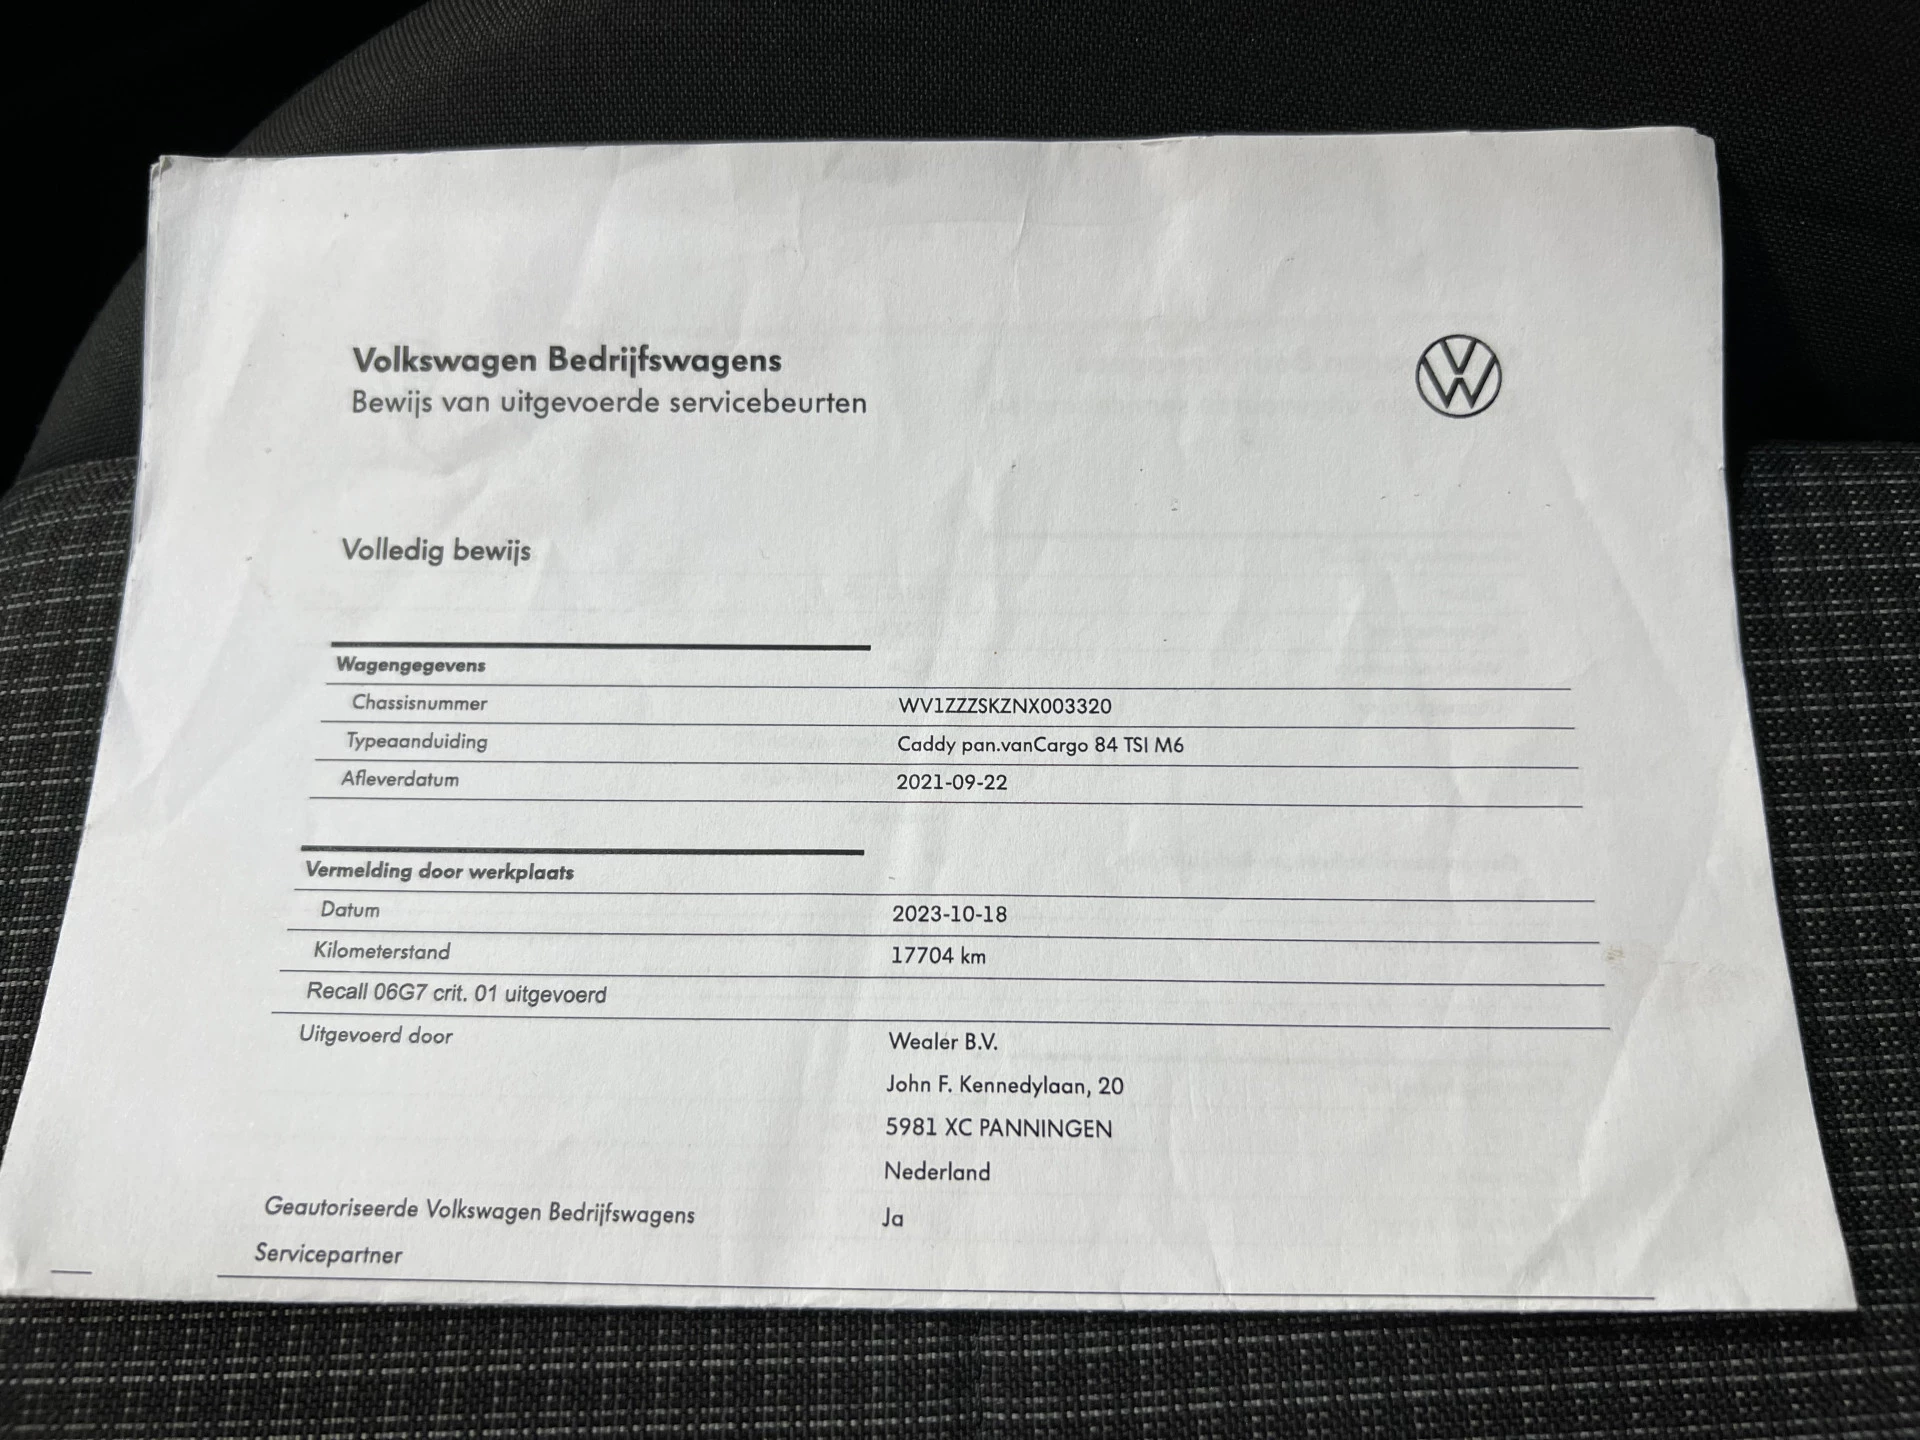 Volkswagen Bedrijfswagens
Bewijs van uitgevoerde servicebeurten
Volledig bewijs
Wagengegevens
Chassisnummer WV1ZZZSKZNX003320
Typeaanduiding Caddy pan.vanCargo 84 TSI M6
Afleverdatum 2021-09-22
Vermelding door werkplaats
Datum 2023-10-18
Kilometerstand 17704 km
Recall 06G7 crit. 01 uitgevoerd
Uitgevoerd door Wealer B.V.
John F. Kennedylaan, 20
5981 XC PANNINGEN
Nederland
Geautoriseerde Volkswagen Bedrijfswagens Ja
Servicepartner